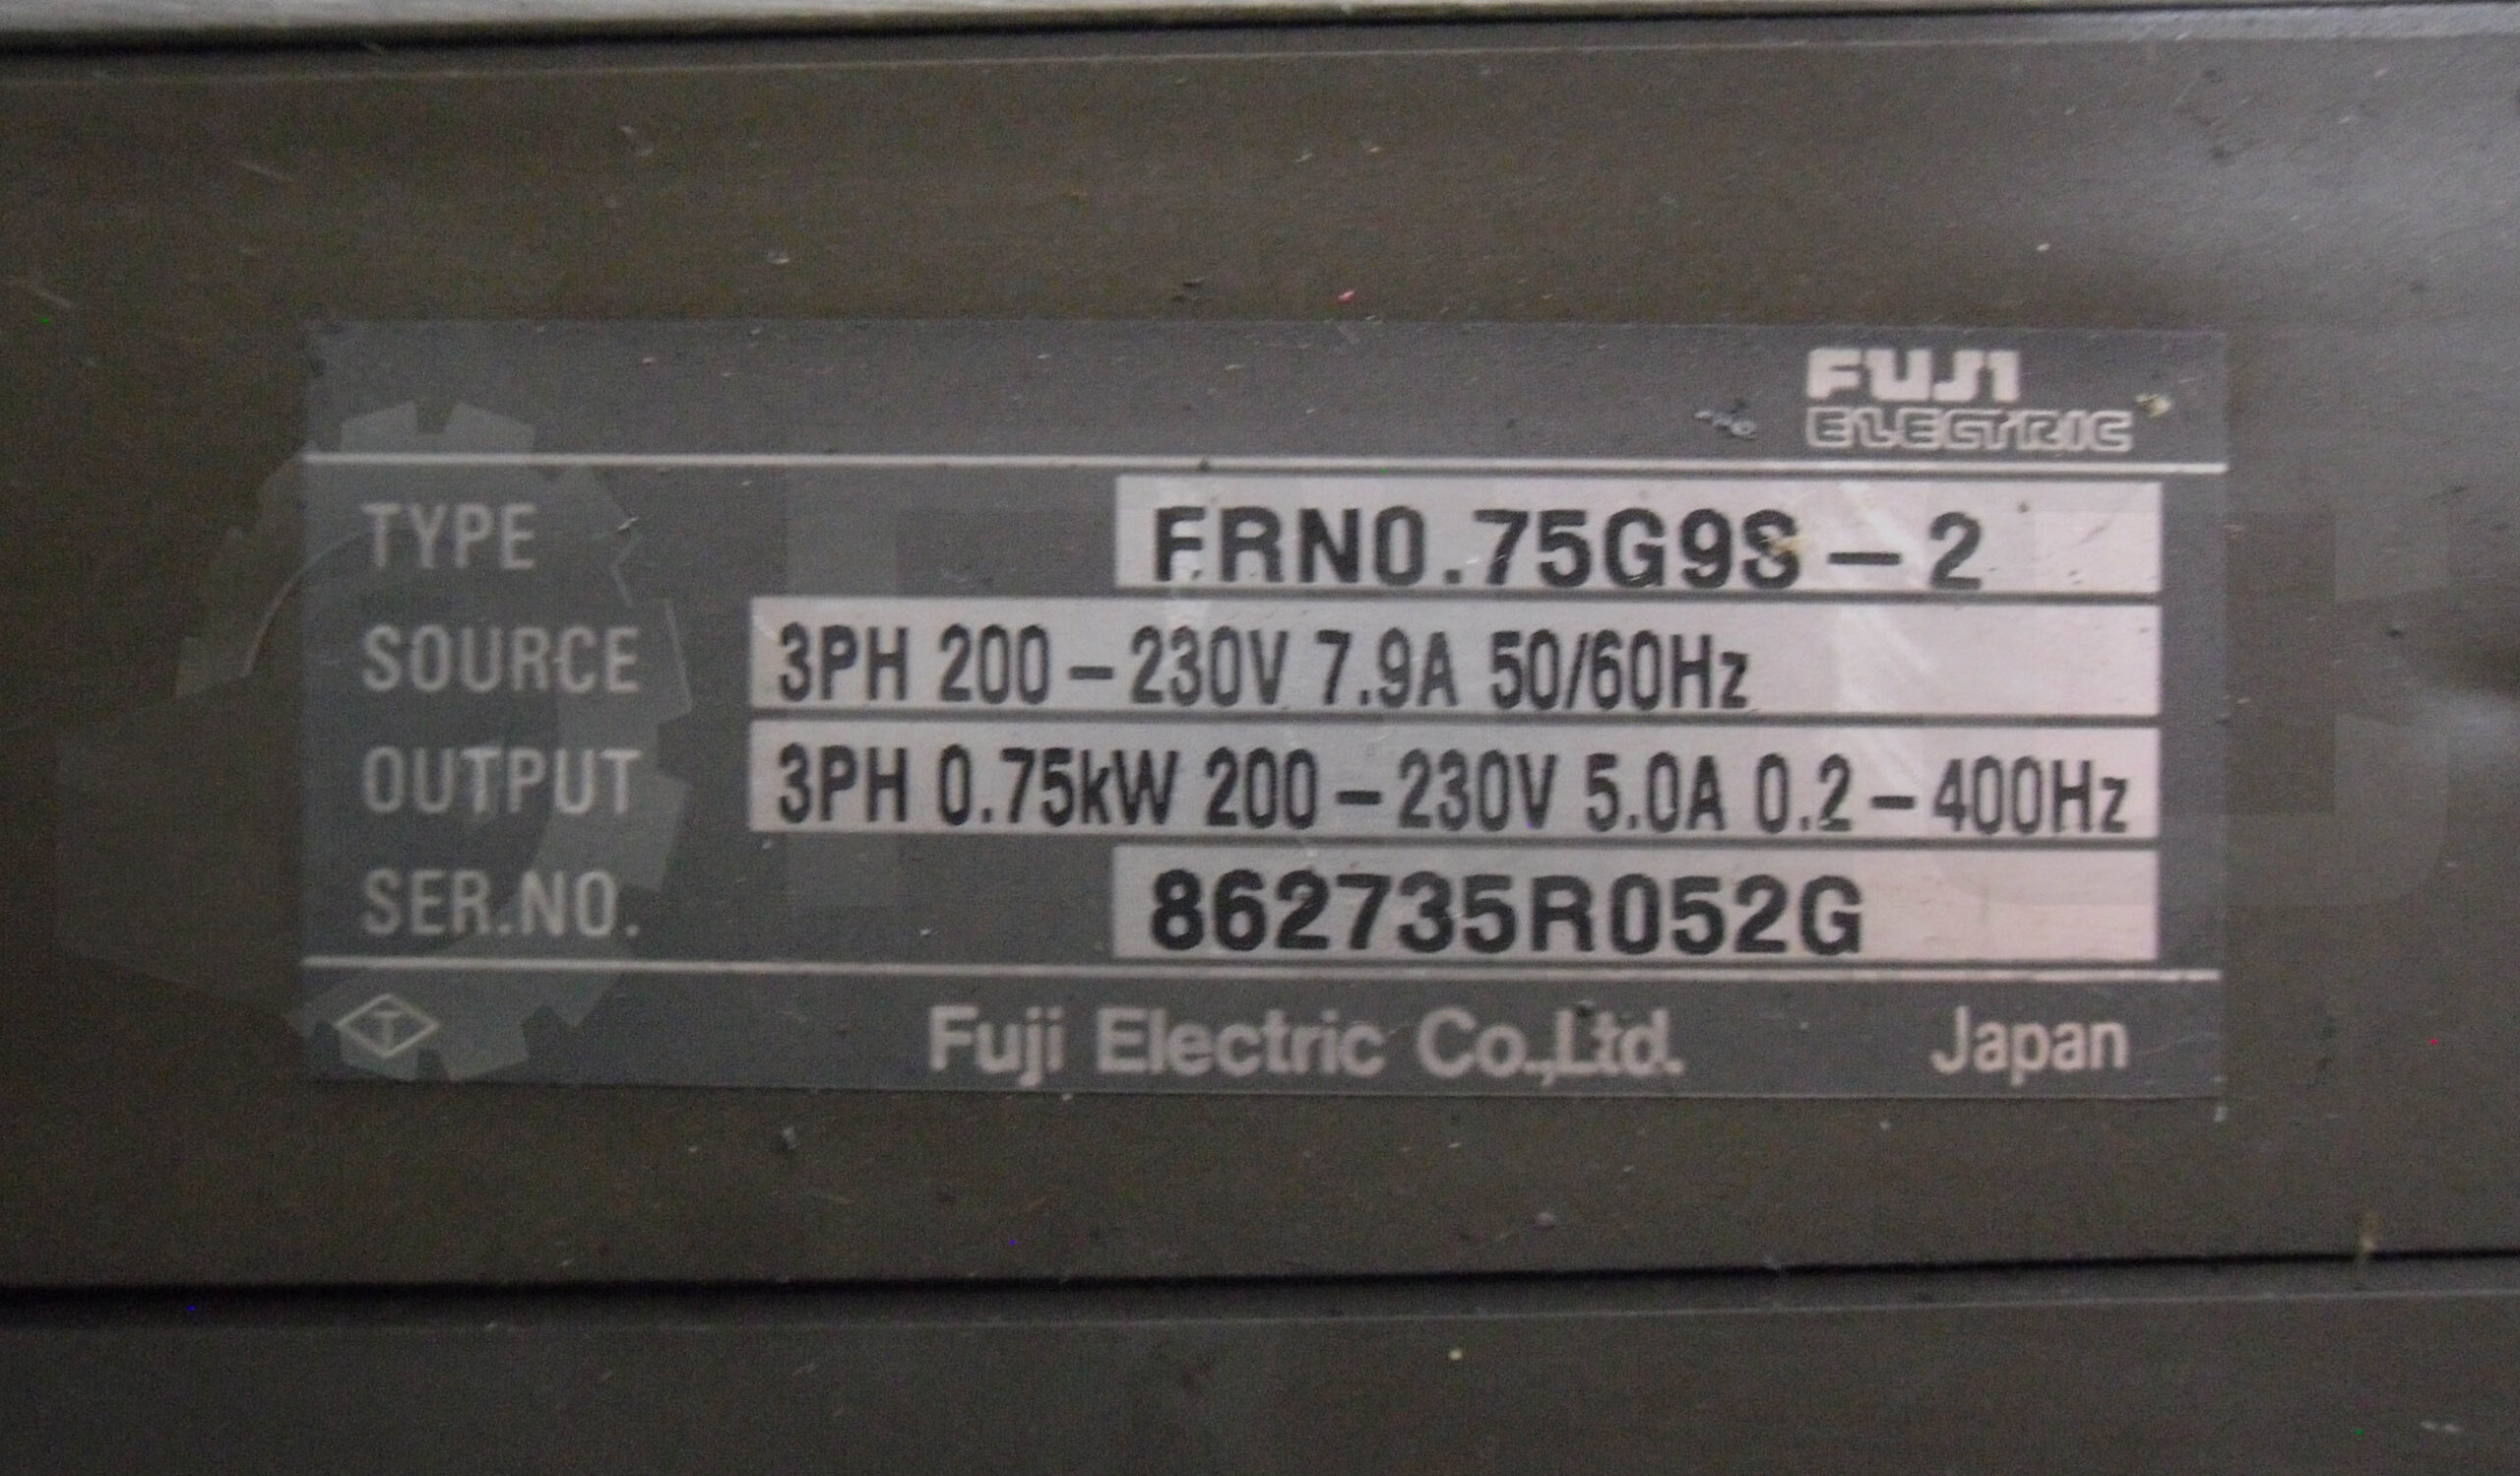 FUJI
ELECTRIC
TYPE FRN0.75G9S-2
SOURCE 3PH 200-230V 7.9A 50/60Hz
OUTPUT 3PH 0.75kW 200-230V 5.0A 0.2-400Hz
SER.NO. 862735R052G
T Fuji Electric Co.,Ltd. Japan